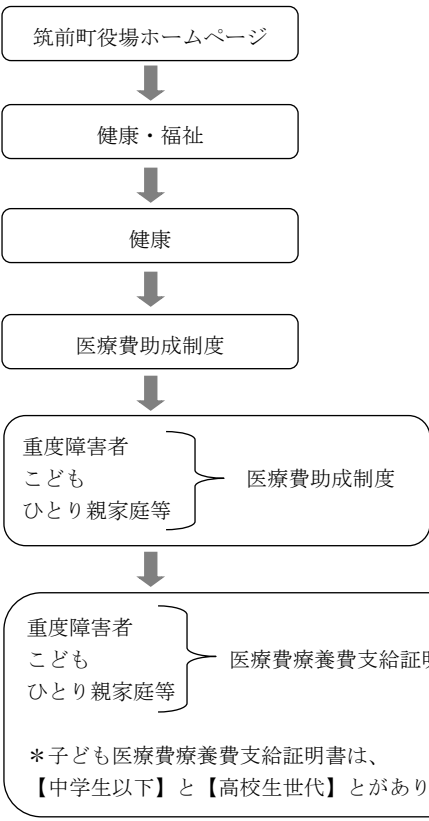 筑前町役場ホームページ
健康・福祉
健康
医療費助成制度
重度障害者
こども
ひとり親家庭等
医療費助成制度
重度障害者
こども
ひとり親家庭等
医療費療養費支給証明
＊子ども医療費療養費支給証明書は、
【中学生以下】と【高校生世代】とがあり